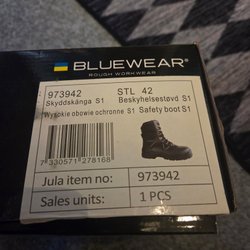 BLUEWEAR®
ROUGH WORKWEAR
973942 STL 42
Skyddskänga S1 Beskyhelsestøvd S1
Wysokie obuwie ochronne S1 Safety boot S1
7 330571 278166
Jula item no: 973942
Sales units: 1 PCS